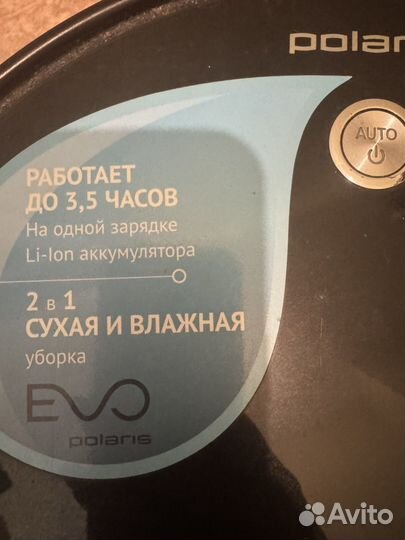 polaris
AUTO
РАБОТАЕТ
ДО 3,5 ЧАСОВ
На одной зарядке
Li-Ion аккумулятора
2 в 1
СУХАЯ И ВЛАЖНАЯ
уборка
EVO
polaris
Avito